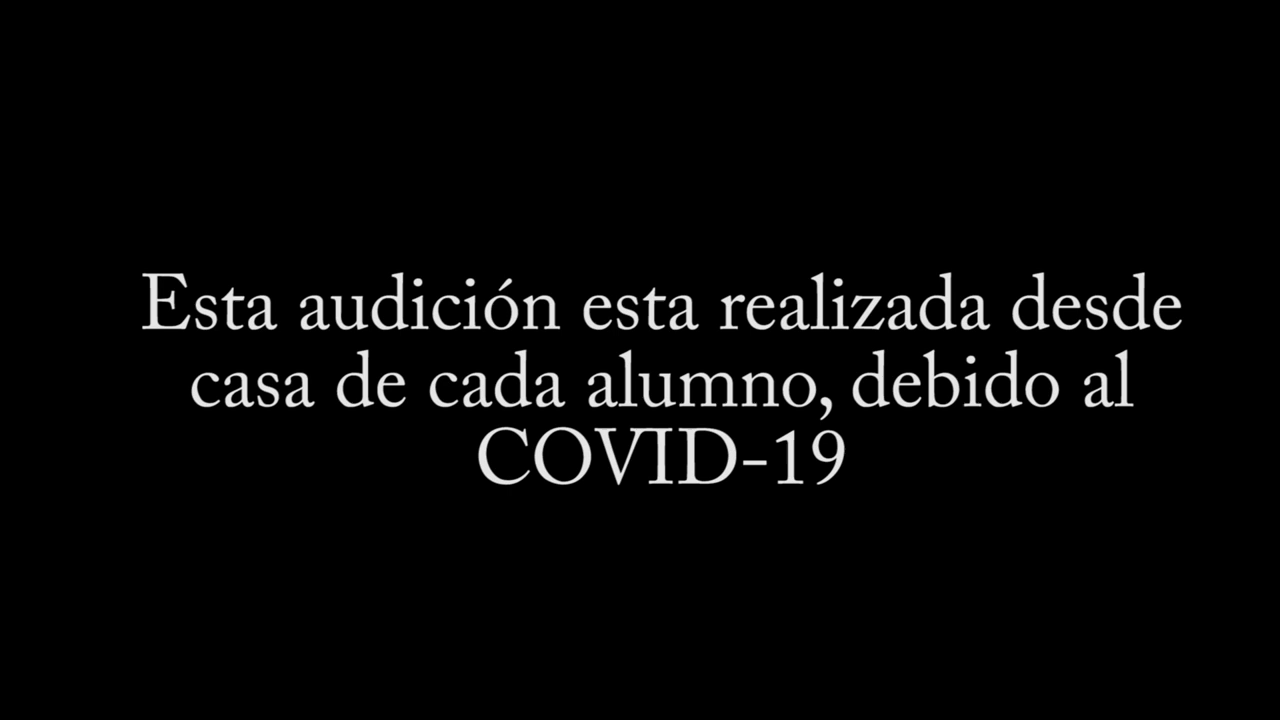 Esta audición esta realizada desde
casa de cada alumno, debido al
COVID-19